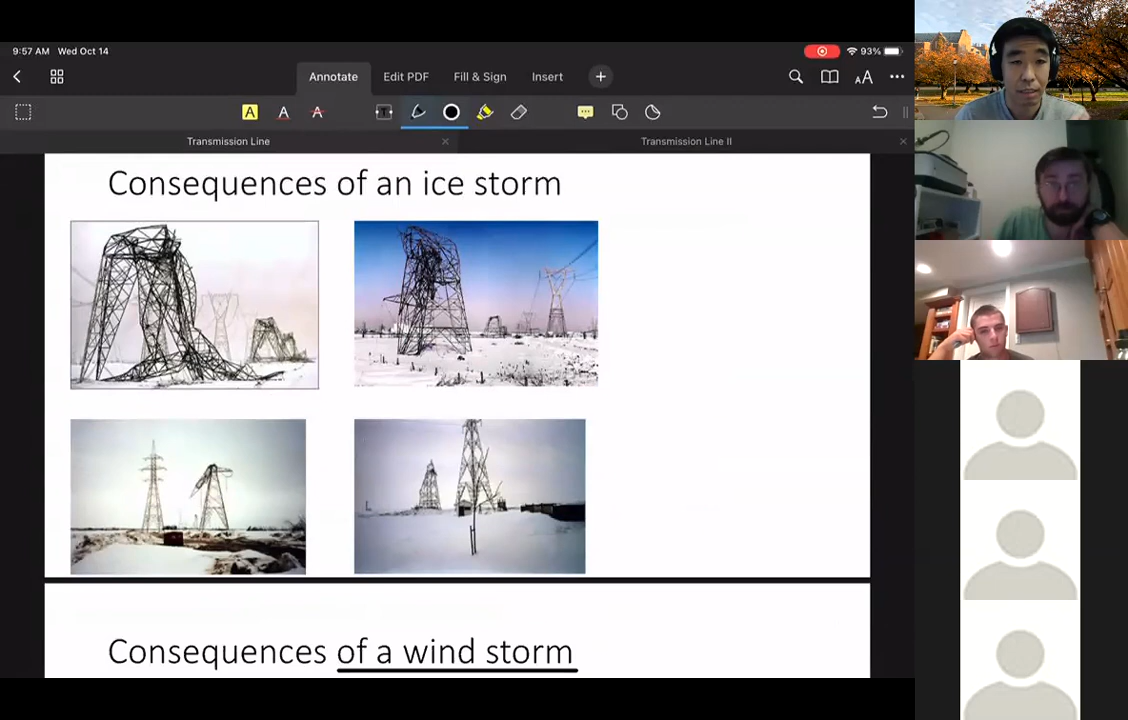 9:57 AM Wed Oct 14
93%
Annotate Edit PDF Fill & Sign Insert
A A A T AA
Transmission Line Transmission Line II
Consequences of an ice storm
Consequences of a wind storm